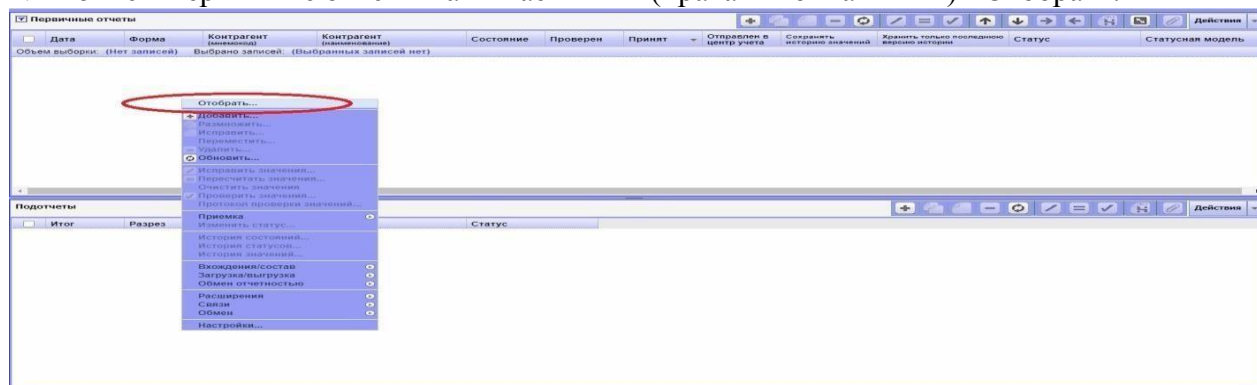 Первичные отчеты
Действия
Дата Форма Контрагент (мнемокод) Контрагент (наименование) Состояние Проверен Принят Отправлен в центр учета Сохранять историю значений Хранить только последнюю версию истории Статус Статусная модель
Объем выборки: (Нет записей) Выбрано записей: (Выбранных записей нет)
Отобрать...
Добавить...
Размножить...
Исправить...
Переместить...
Удалить...
Обновить...
Исправить значения...
Пересчитать значения...
Очистить значения
Проверить значения...
Протокол проверки значений...
Приемка
Изменить статус...
История состояний...
История статусов...
История значений...
Вхождения/состав
Загрузка/выгрузка
Обмен отчетностью
Расширения
Связи
Обмен
Настройки...
Подотчеты
Действия
Итог Разрез Статус